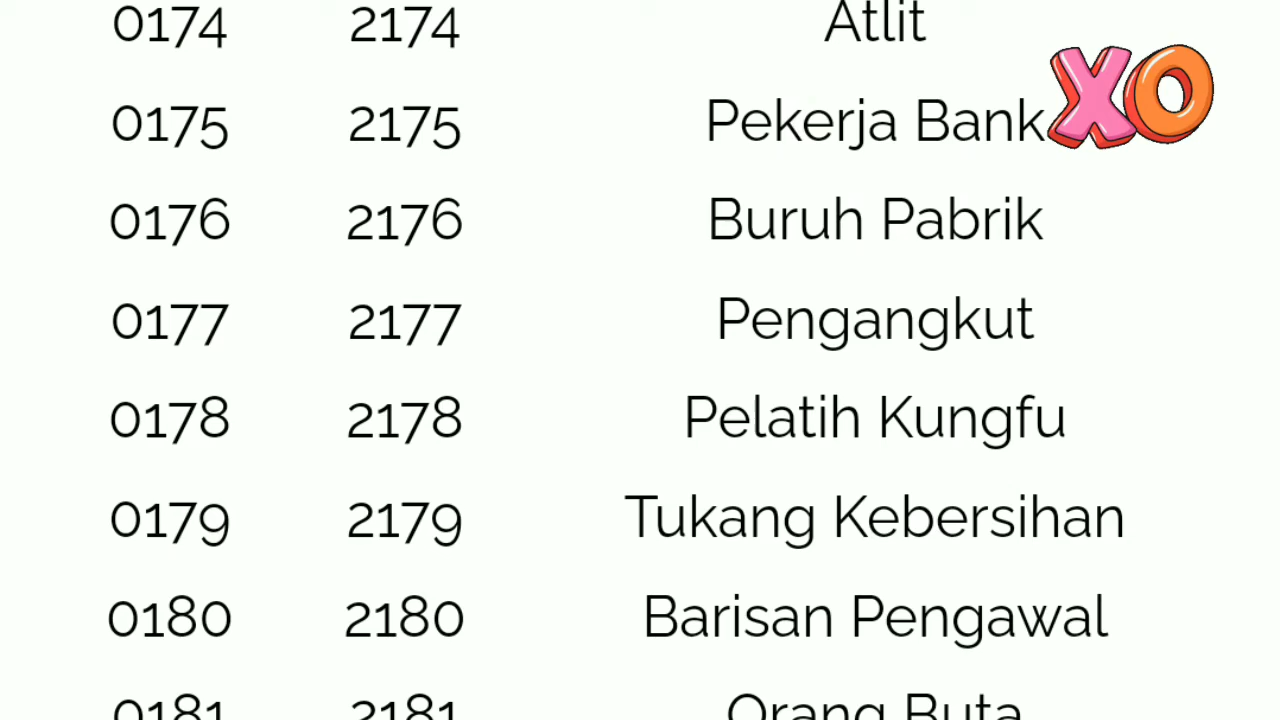 0174 2174 Atlit
XO
0175 2175 Pekerja Bank
0176 2176 Buruh Pabrik
0177 2177 Pengangkut
0178 2178 Pelatih Kungfu
0179 2179 Tukang Kebersihan
0180 2180 Barisan Pengawal
0181 2181 Orang Buta